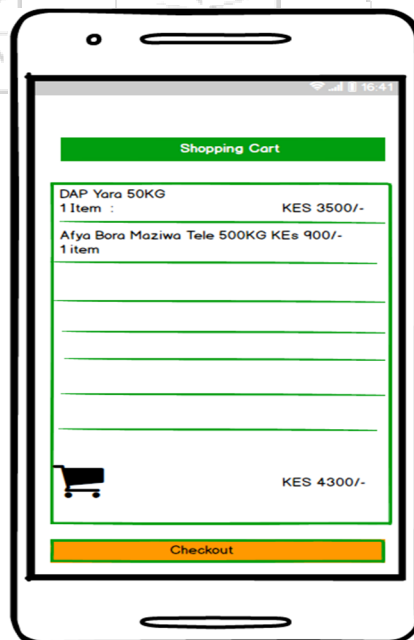 16:41
Shopping Cart
DAP Yara 50KG
1 Item : KES 3500/-
Afya Bora Maziwa Tele 500KG KEs 900/-
1 item
KES 4300/-
Checkout